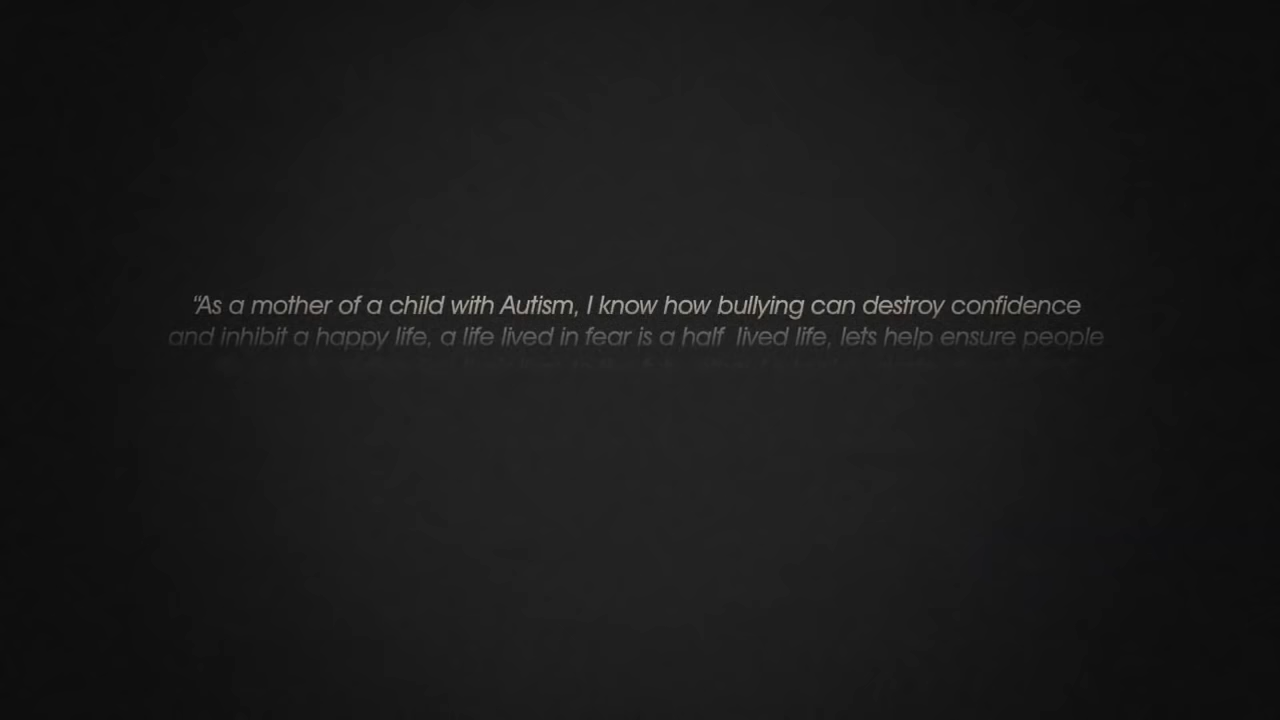 “As a mother of a child with Autism, I know how bullying can destroy confidence
and inhibit a happy life, a life lived in fear is a half  lived life, lets help ensure people